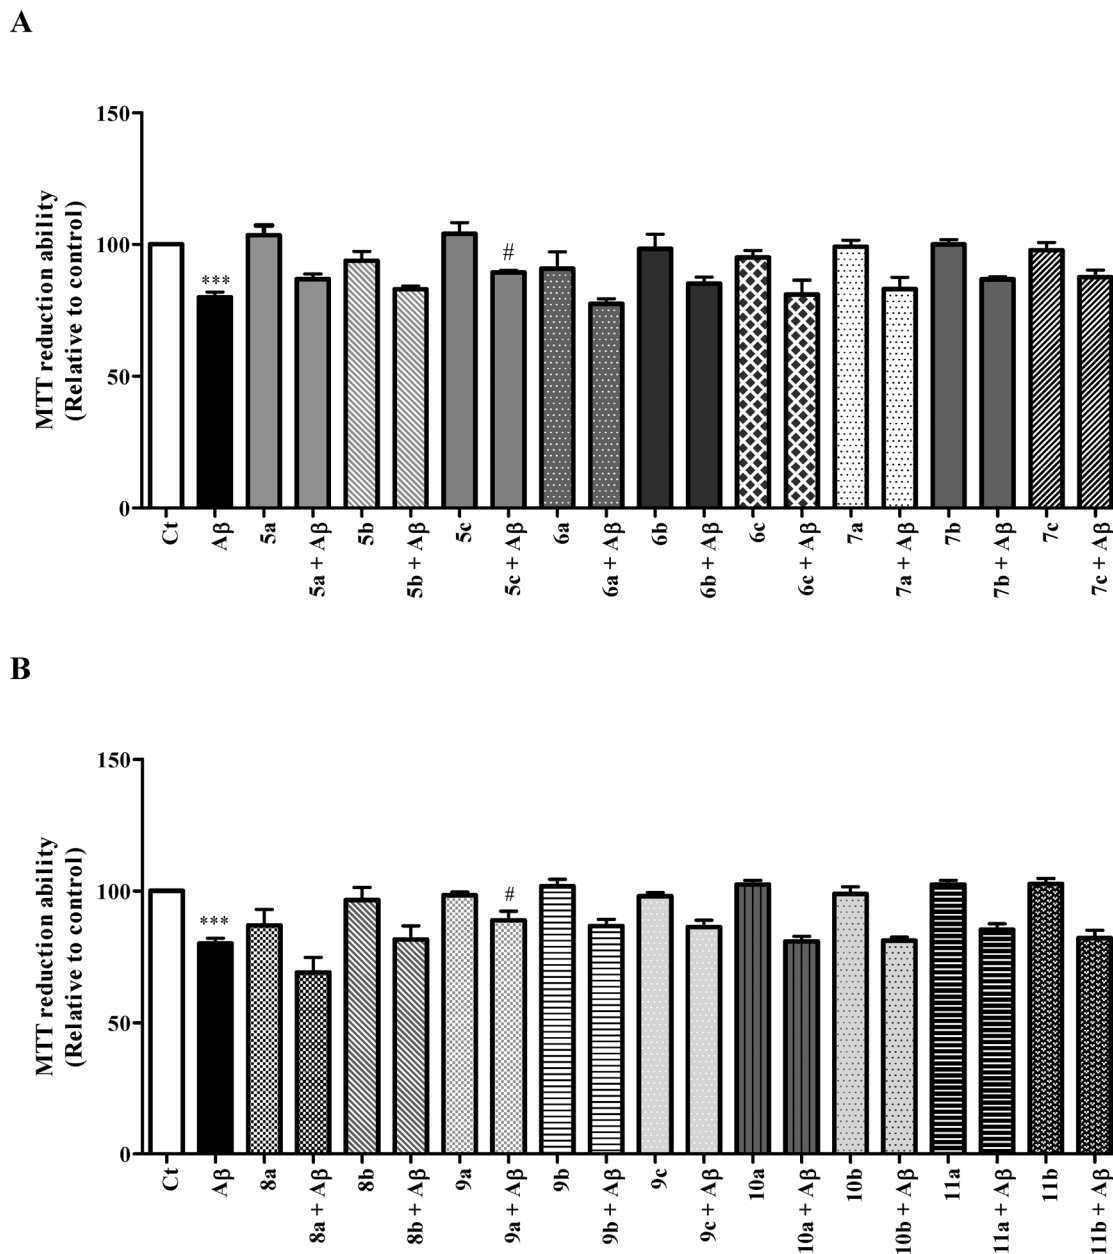 A
150
100
50
0
MTT reduction ability
(Relative to control)
***
#
Ct
Aβ
5a
5a + Aβ
5b
5b + Aβ
5c
5c + Aβ
6a
6a + Aβ
6b
6b + Aβ
6c
6c + Aβ
7a
7a + Aβ
7b
7b + Aβ
7c
7c + Aβ
B
150
100
50
0
MTT reduction ability
(Relative to control)
***
#
Ct
Aβ
8a
8a + Aβ
8b
8b + Aβ
9a
9a + Aβ
9b
9b + Aβ
9c
9c + Aβ
10a
10a + Aβ
10b
10b + Aβ
11a
11a + Aβ
11b
11b + Aβ